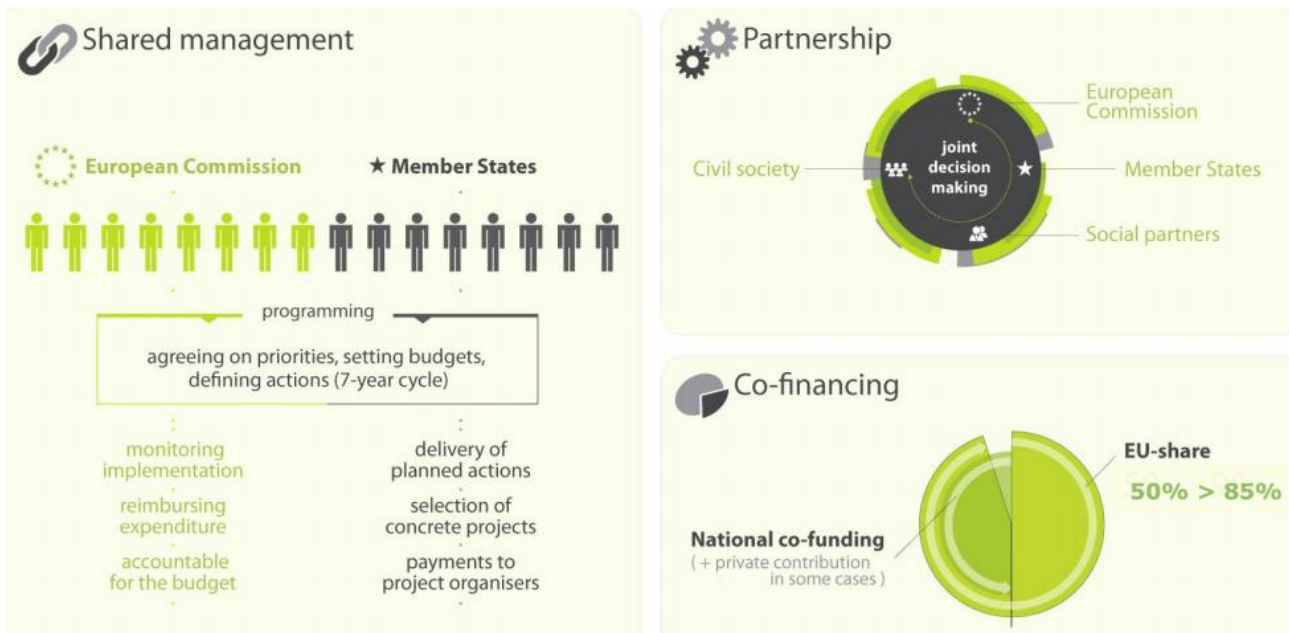 Shared management
European Commission
★ Member States
programming
agreeing on priorities, setting budgets,
defining actions (7-year cycle)
monitoring
implementation
reimbursing
expenditure
accountable
for the budget
delivery of
planned actions
selection of
concrete projects
payments to
project organisers
Partnership
European
Commission
Civil society
joint
decision
making
Member States
Social partners
Co-financing
EU-share
50% > 85%
National co-funding
( + private contribution
in some cases )